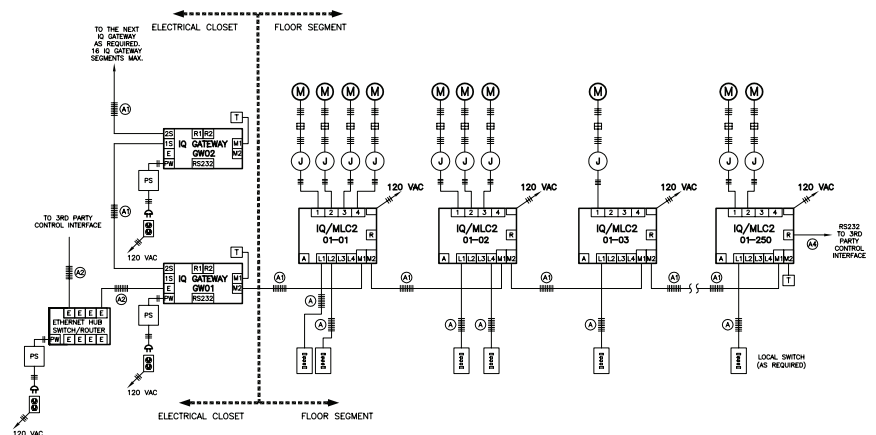 ELECTRICAL CLOSET
FLOOR SEGMENT
TO THE NEXT
IQ GATEWAY
AS REQUIRED.
16 IQ GATEWAY
SEGMENTS MAX.
A1
T
2S R1 R2
1S IQ GATEWAY M1
E GW02 M2
PW RS232
PS
120 VAC
A1
TO 3RD PARTY
CONTROL INTERFACE
A2
A2
T
2S R1 R2
1S IQ GATEWAY M1
E GW01 M2
PW RS232
PS
120 VAC
E E E E
ETHERNET HUB
SWITCH/ROUTER
PW E E E E
PS
120 VAC
M M M M
J J J J
120 VAC
1 2 3 4
IQ/MLC2
01-01
R
A L1 L2 L3 L4 M1 M2
A1
A
A
M M M
J J J
120 VAC
1 2 3 4
IQ/MLC2
01-02
R
A L1 L2 L3 L4 M1 M2
A1
A A
M
J
120 VAC
1 2 3 4
IQ/MLC2
01-03
R
A L1 L2 L3 L4 M1 M2
A1
A
M M
J J
120 VAC
1 2 3 4
IQ/MLC2
01-250
R
A L1 L2 L3 L4 M1 M2
A1
A1
T
A
A4
RS232
TO 3RD
PARTY
CONTROL
INTERFACE
LOCAL SWITCH
(AS REQUIRED)
ELECTRICAL CLOSET
FLOOR SEGMENT